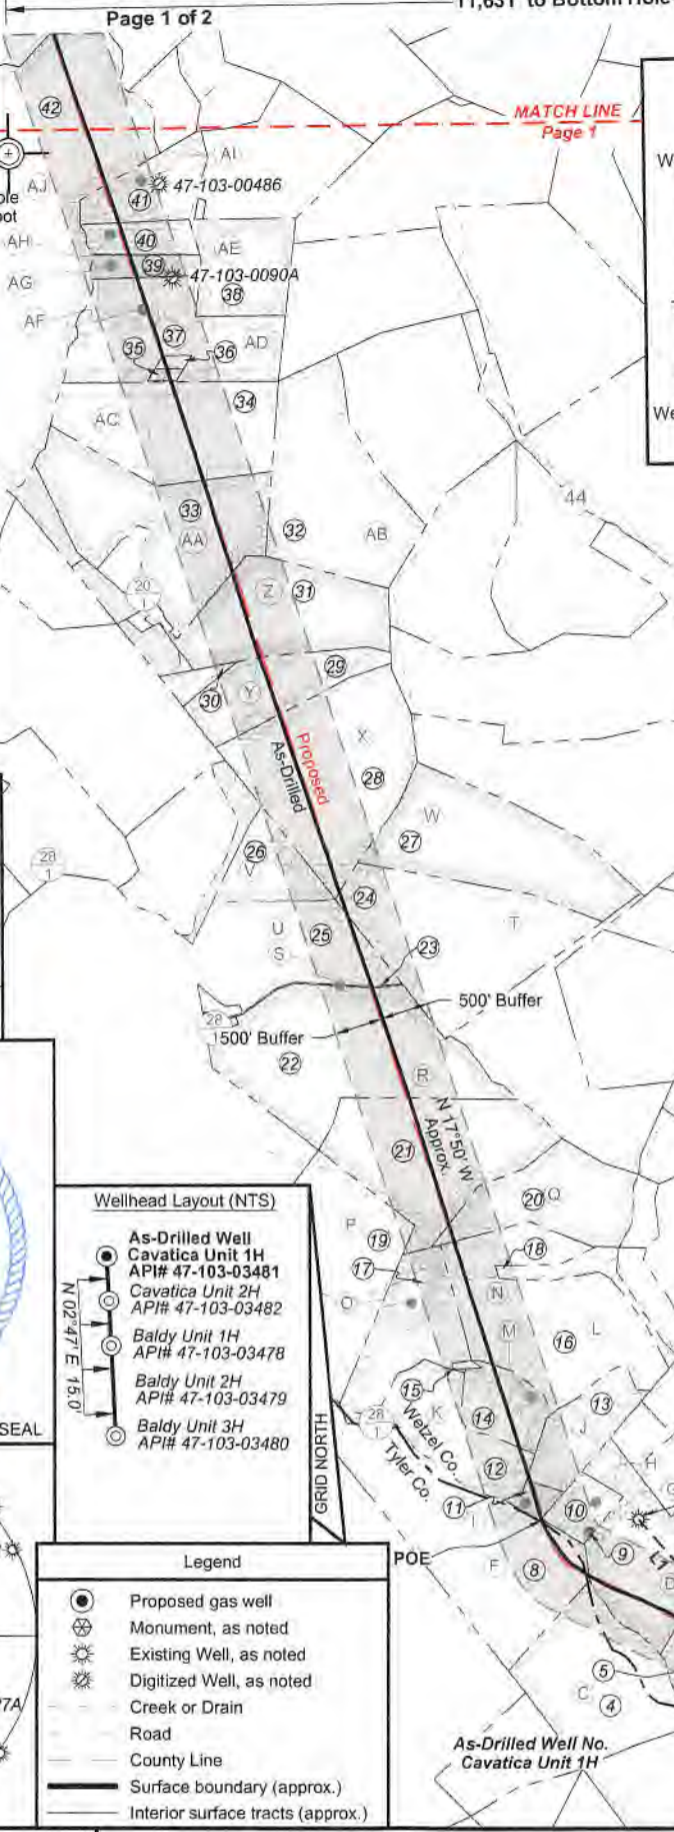 11,631' to Bottom Hole
Page 1 of 2
42
MATCH LINE
Page 1
AI
AJ
41
47-103-00486
AH
40
AE
AG
39
47-103-0090A
38
AF
37
35
36
AD
34
AC
44
33
32
AA
AB
20
1
Z
31
29
30
Y
X
Proposed
As-Drilled
28
W
27
26
V
28
1
24
U
25
T
S
23
500' Buffer
28
1500' Buffer
22
R
N 17°50' W
Approx.
21
20
Q
P
19
18
17
N
O
M
16
L
15
K
14
13
J
28
1
Wetzel Co.
Tyler Co.
12
H
11
10
I
9
POE
F
8
D
5
C
4
As-Drilled Well No.
Cavatica Unit 1H
Wellhead Layout (NTS)
As-Drilled Well
Cavatica Unit 1H
API# 47-103-03481
Cavatica Unit 2H
API# 47-103-03482
Baldy Unit 1H
API# 47-103-03478
Baldy Unit 2H
API# 47-103-03479
Baldy Unit 3H
API# 47-103-03480
N 02°47' E 15.0'
GRID NORTH
SEAL
Legend
Proposed gas well
Monument, as noted
Existing Well, as noted
Digitized Well, as noted
Creek or Drain
Road
County Line
Surface boundary (approx.)
Interior surface tracts (approx.)